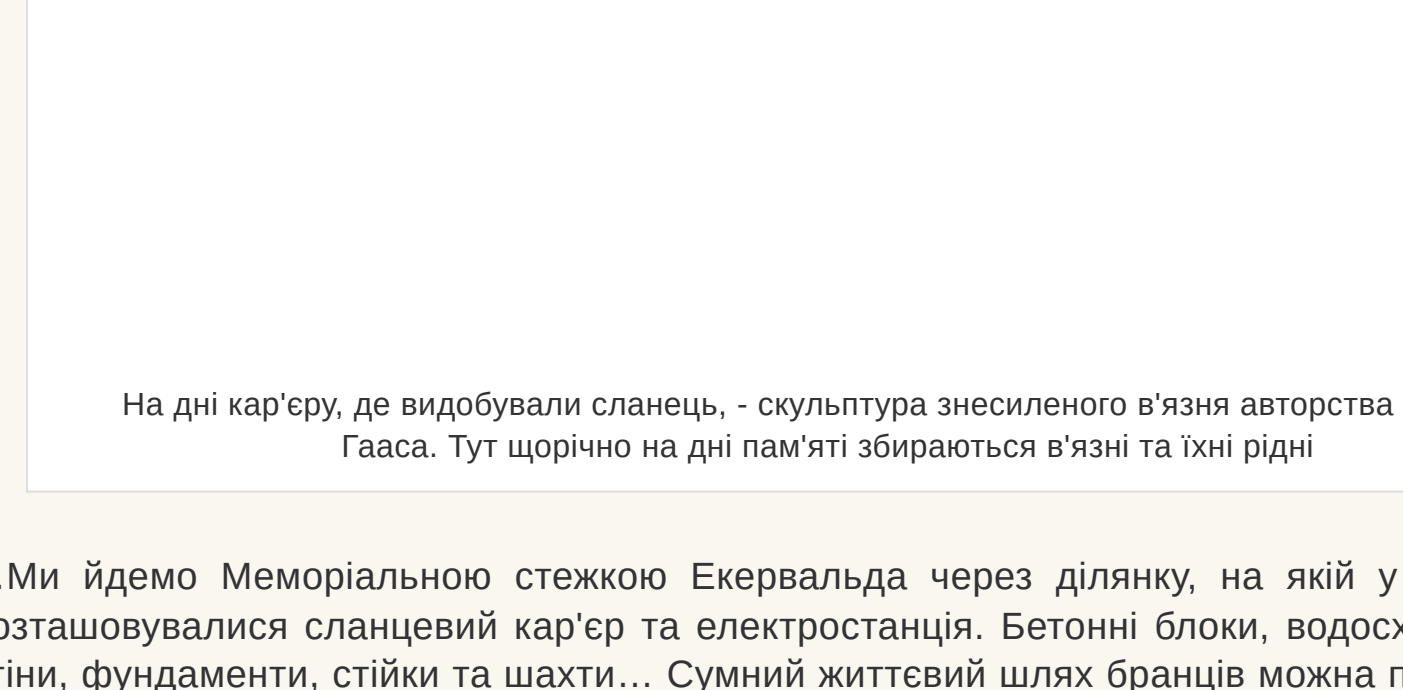 На дні кар'єру, де видобували сланець, - скульптура знесиленого в'язня авторства
Гааса. Тут щорічно на дні пам'яті збираються в'язні та їхні рідні
.Ми йдемо Меморіальною стежкою Екервальда через ділянку, на якій у
озташовувалися сланцевий кар'єр та електростанція. Бетонні блоки,
фундаменти, стійки та шахти… Сумний життєвий шлях бранців можна